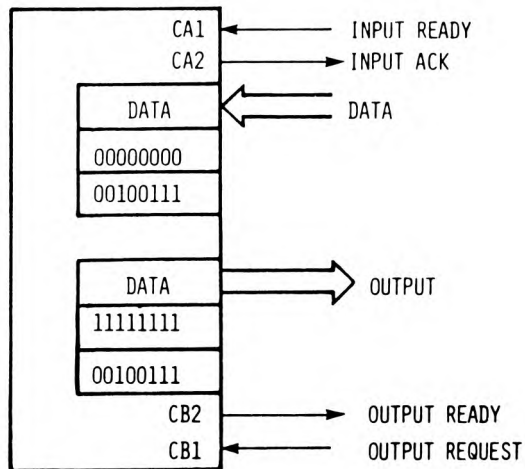 CA1 INPUT READY
CA2 INPUT ACK
DATA DATA
00000000
00100111
DATA OUTPUT
11111111
00100111
CB2 OUTPUT READY
CB1 OUTPUT REQUEST